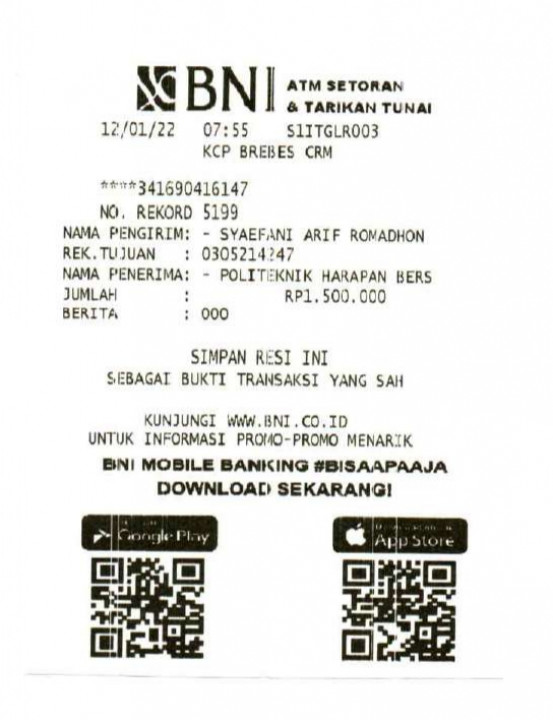 BNI ATM SETORAN
& TARIKAN TUNAI
12/01/22 07:55 S1ITGLR003
KCP BREBES CRM
****341690416147
NO. REKORD 5199
NAMA PENGIRIM: - SYAEFANI ARIF ROMADHON
REK.TUJUAN : 0305214247
NAMA PENERIMA: - POLITEKNIK HARAPAN BERS
JUMLAH : RP1.500.000
BERITA : 000
SIMPAN RESI INI
SEBAGAI BUKTI TRANSAKSI YANG SAH
KUNJUNGI WWW.BNI.CO.ID
UNTUK INFORMASI PROMO-PROMO MENARIK
BNI MOBILE BANKING #BISAAPAAJA
DOWNLOAD SEKARANG!
Google Play
App Store